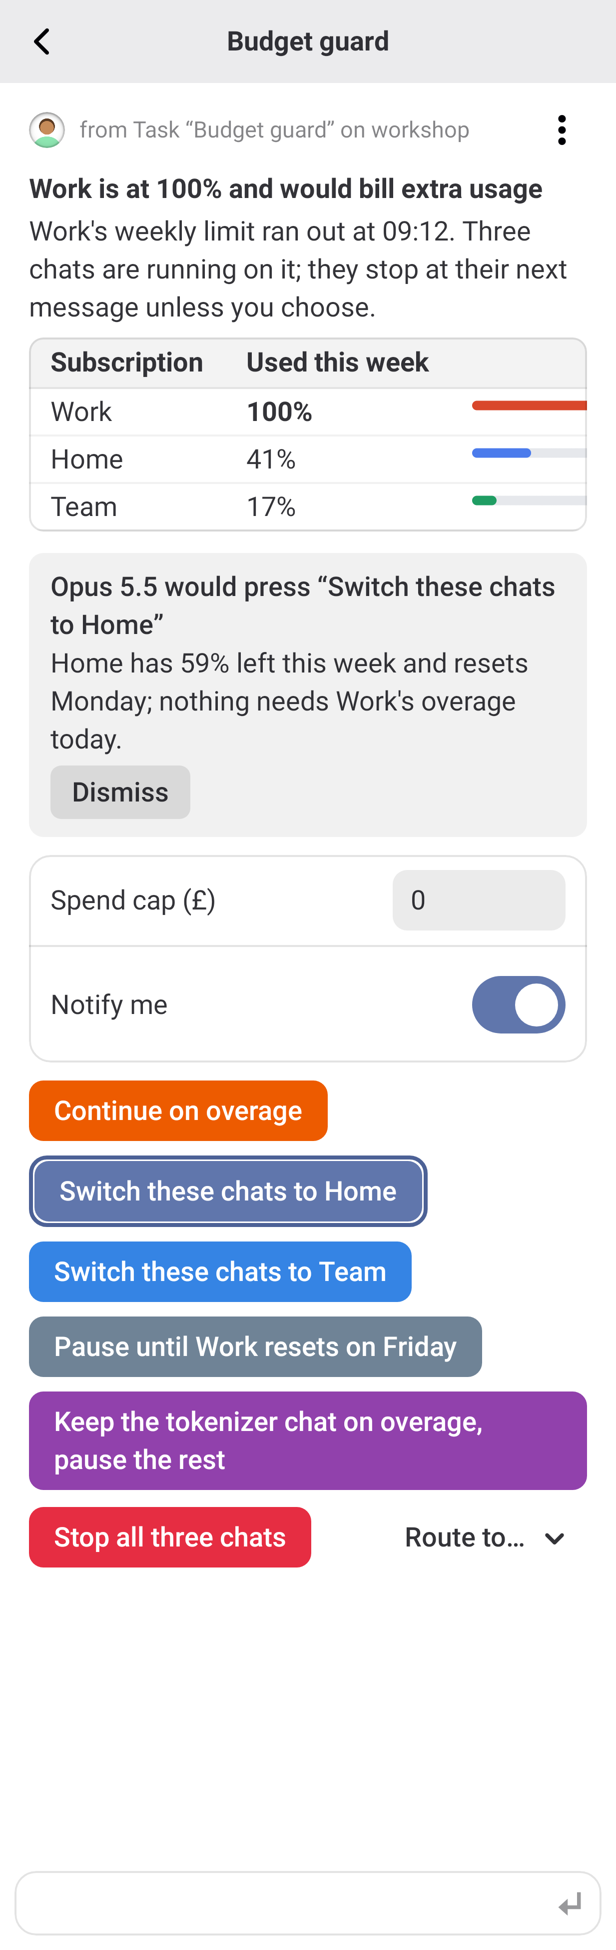 Budget guard
from Task “Budget guard” on workshop
Work is at 100% and would bill extra usage
Work's weekly limit ran out at 09:12. Three
chats are running on it; they stop at their next
message unless you choose.
Subscription Used this week
Work 100%
Home 41%
Team 17%
Opus 5.5 would press “Switch these chats
to Home”
Home has 59% left this week and resets
Monday; nothing needs Work's overage
today.
Dismiss
Spend cap (£) 0
Notify me
Continue on overage
Switch these chats to Home
Switch these chats to Team
Pause until Work resets on Friday
Keep the tokenizer chat on overage,
pause the rest
Stop all three chats Route to...